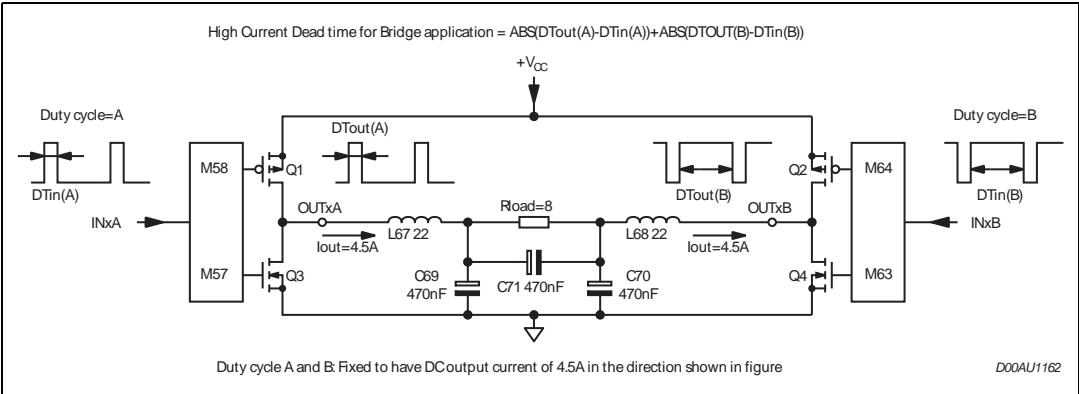 High Current Dead time for Bridge application = ABS(DTout(A)-DTin(A))+ABS(DTOUT(B)-DTin(B))
+VCC
Duty cycle=A
DTout(A)
Duty cycle=B
DTin(A)
M58
Q1
DTout(B)
Q2
M64
DTin(B)
INxA
OUTxA
Rload=8
OUTxB
INxB
L67 22
L68 22
Iout=4.5A
Iout=4.5A
M57
Q3
C69
470nF
C71 470nF
C70
470nF
Q4
M63
Duty cycle A and B: Fixed to have DC output current of 4.5A in the direction shown in figure
D00AU1162